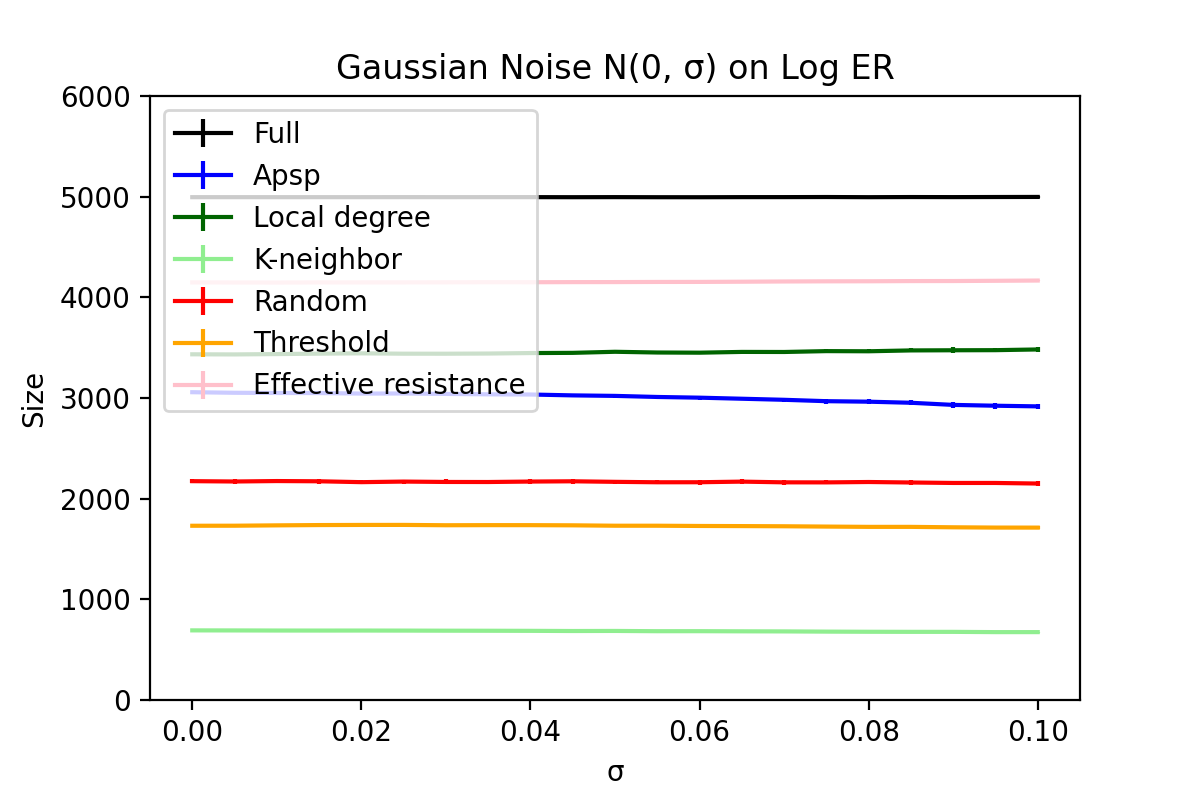 Gaussian Noise N(0, σ) on Log ER
6000
5000
4000
3000
2000
1000
0
Size
Full
Apsp
Local degree
K-neighbor
Random
Threshold
Effective resistance
0.00 0.02 0.04 0.06 0.08 0.10
σ